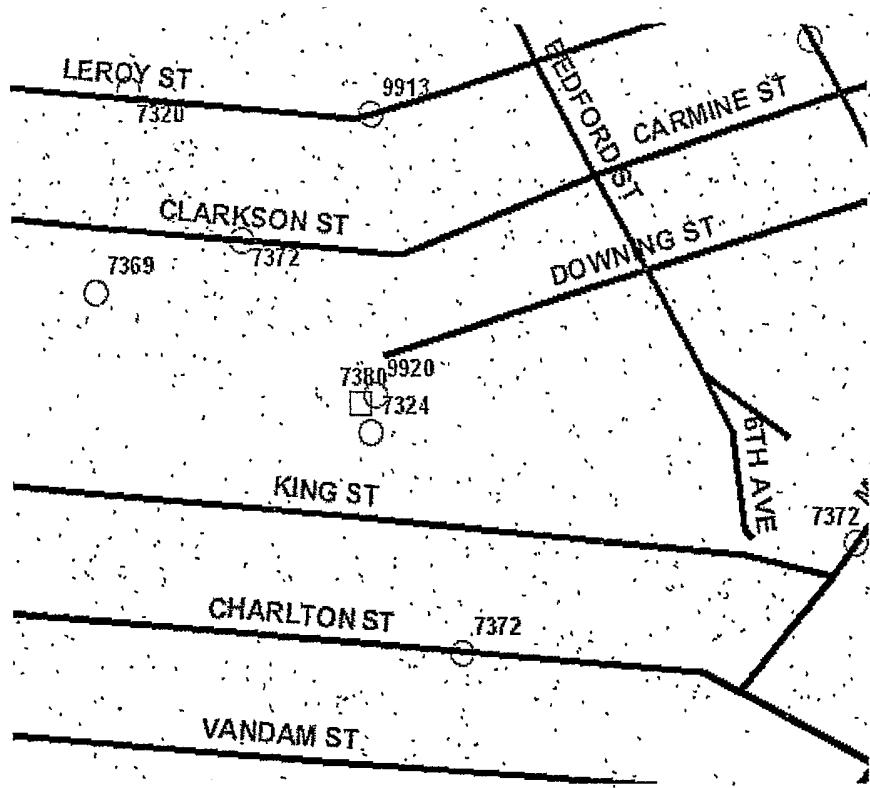 LEROY ST
9913
7320
BEDFORD ST
CARMINE ST
CLARKSON ST
7372
7369
DOWNING ST
9920
7380
7324
6TH AVE
KING ST
7372
CHARLTON ST
7372
VANDAM ST